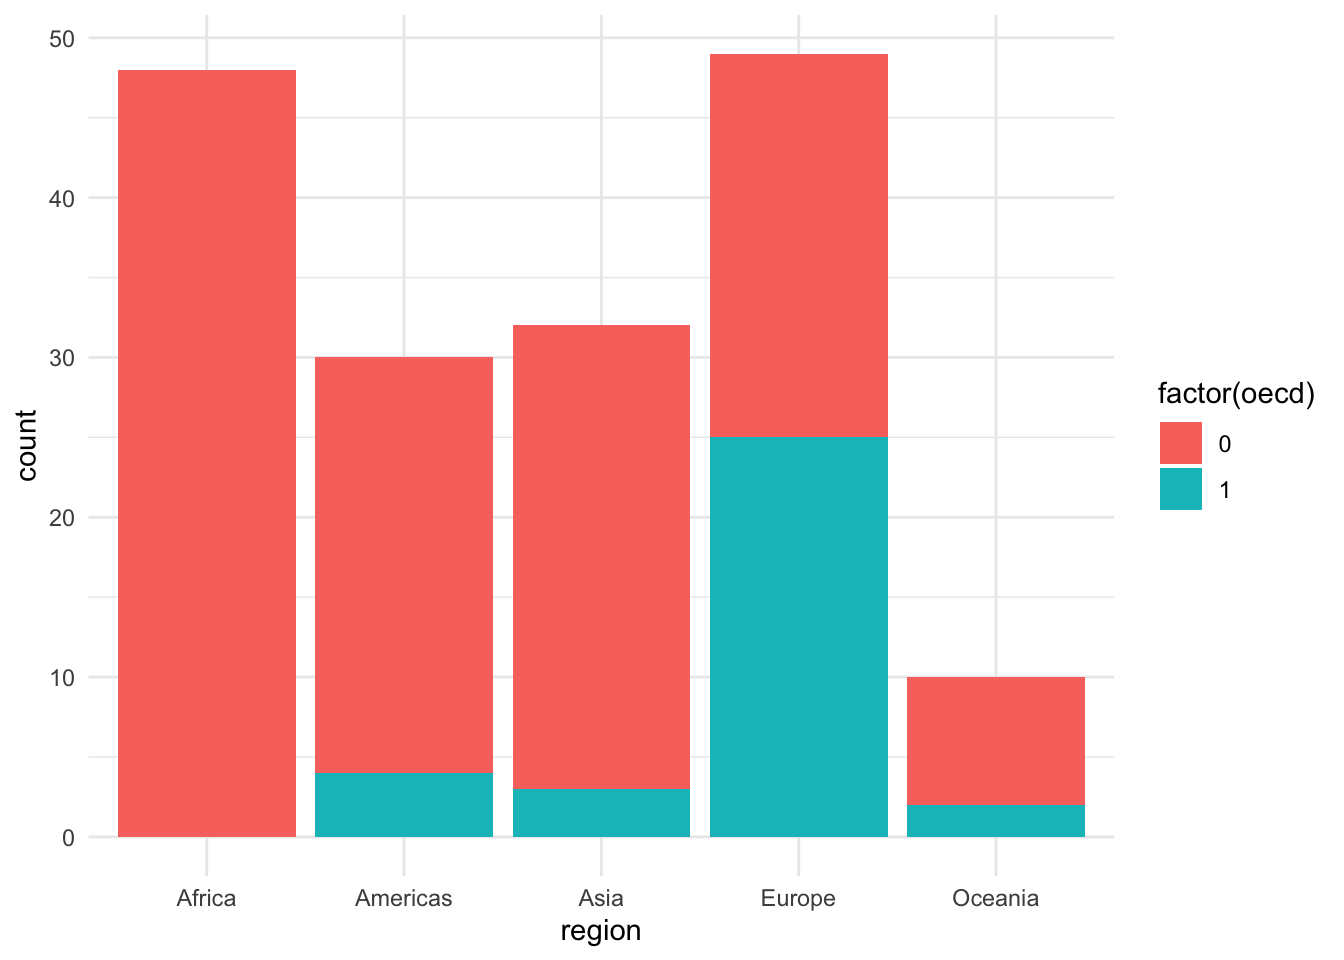 50
40
30
20
10
0
count
Africa
Americas
Asia
Europe
Oceania
region
factor(oecd)
0
1